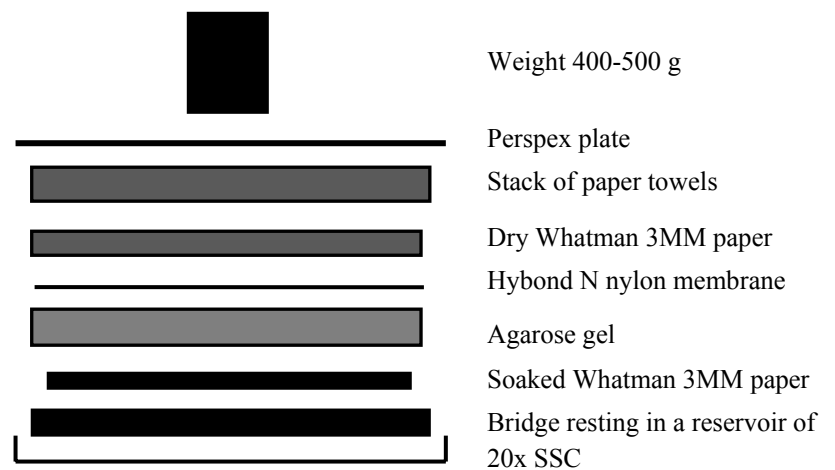 Weight 400-500 g
Perspex plate
Stack of paper towels
Dry Whatman 3MM paper
Hybond N nylon membrane
Agarose gel
Soaked Whatman 3MM paper
Bridge resting in a reservoir of
20x SSC